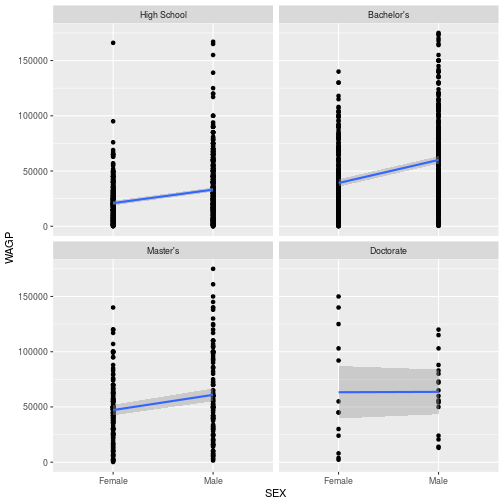 High School
Bachelor's
150000
100000
50000
0
WAGP
Master's
Doctorate
150000
100000
50000
0
Female
Male
Female
Male
SEX